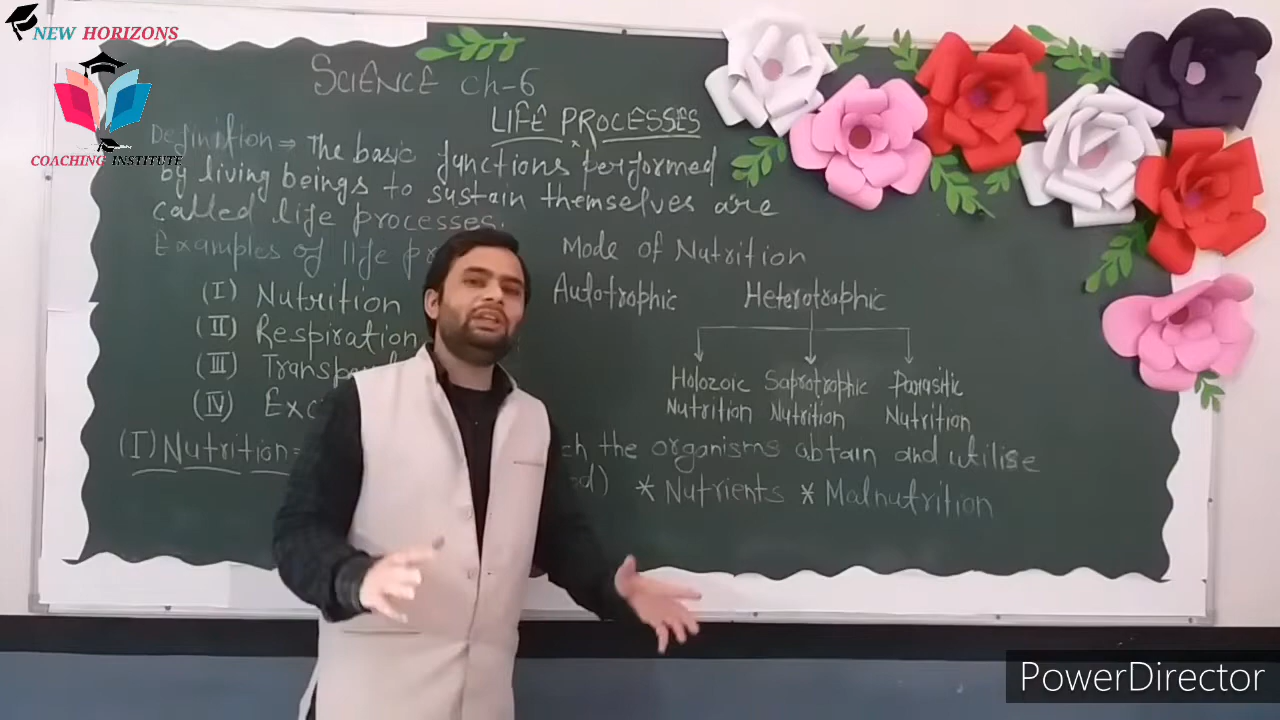 NEW HORIZONS
COACHING INSTITUTE
SCIENCE Ch-6
LIFE PROCESSES
Definition ⇒ The basic functions performed
by living beings to sustain themselves are
called life processes.
Examples of life
Mode of Nutrition
(I) Nutrition
Autotrophic Heterotrophic
(II) Respiration
(III)
(IV)
Holozoic Nutrition
Saprotrophic Nutrition
Parasitic Nutrition
(I) Nutrition = the organisms obtain and utilise
* Nutrients * Malnutrition
PowerDirector